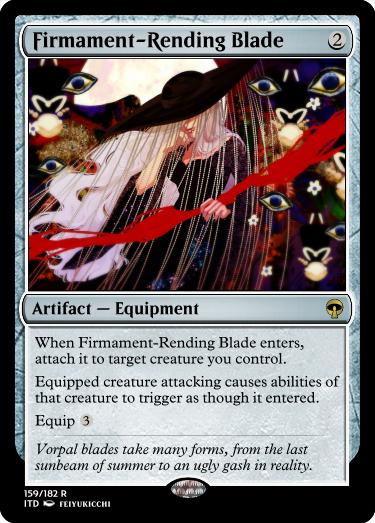 Firmament-Rending Blade 2
Artifact — Equipment
When Firmament-Rending Blade enters,
attach it to target creature you control.
Equipped creature attacking causes abilities of
that creature to trigger as though it entered.
Equip 3
Vorpal blades take many forms, from the last
sunbeam of summer to an ugly gash in reality.
159/182 R
ITD FEIYUKICCHI